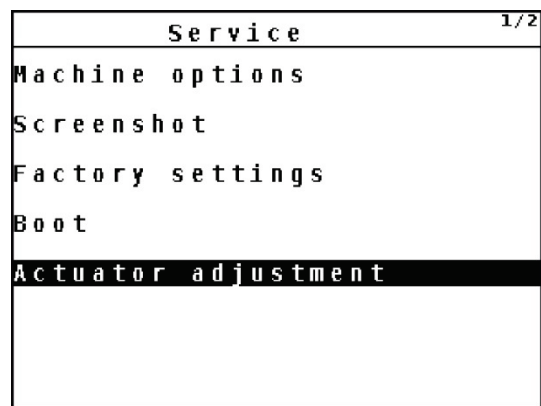 Service
1/2
Machine options
Screenshot
Factory settings
Boot
Actuator adjustment